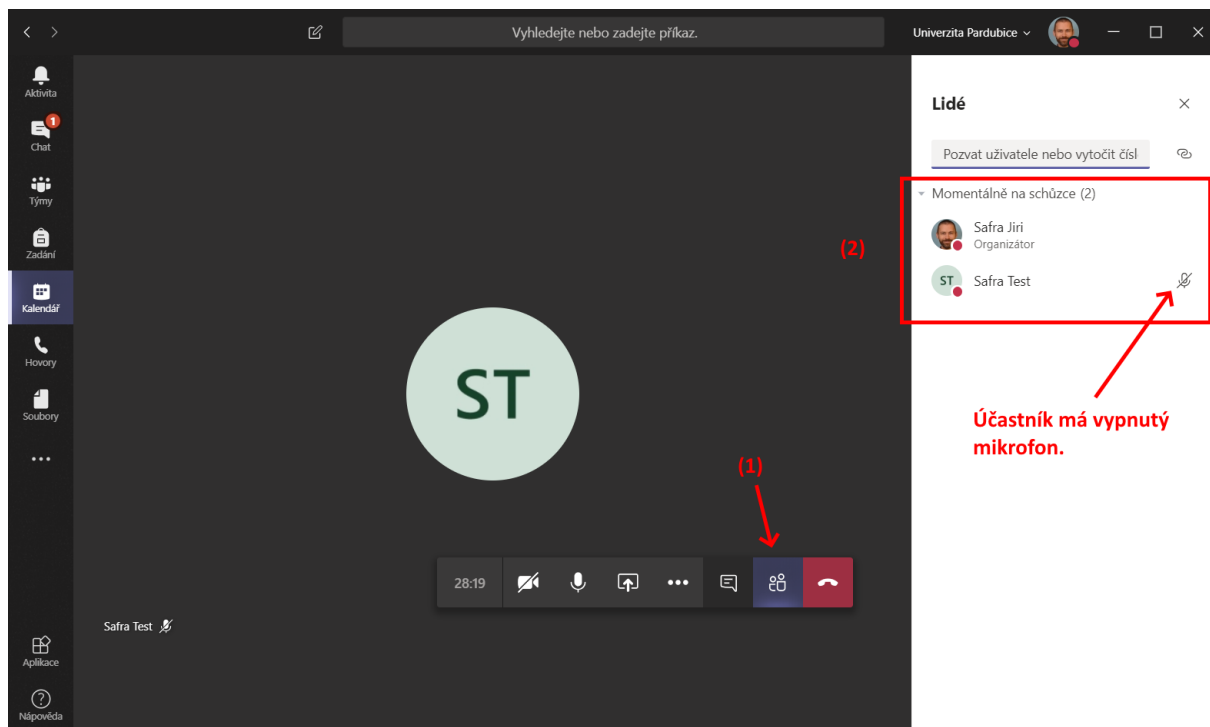 Vyhledejte nebo zadejte příkaz.
Univerzita Pardubice
Aktivita
1
Chat
Týmy
Zadání
Kalendář
Hovory
Soubory
Aplikace
Nápověda
ST
(1)
28:19
Safra Test
Lidé
Pozvat uživatele nebo vytočit čísl
(2)
Momentálně na schůzce (2)
Safra Jiri
Organizátor
ST
Safra Test
Účastník má vypnutý
mikrofon.